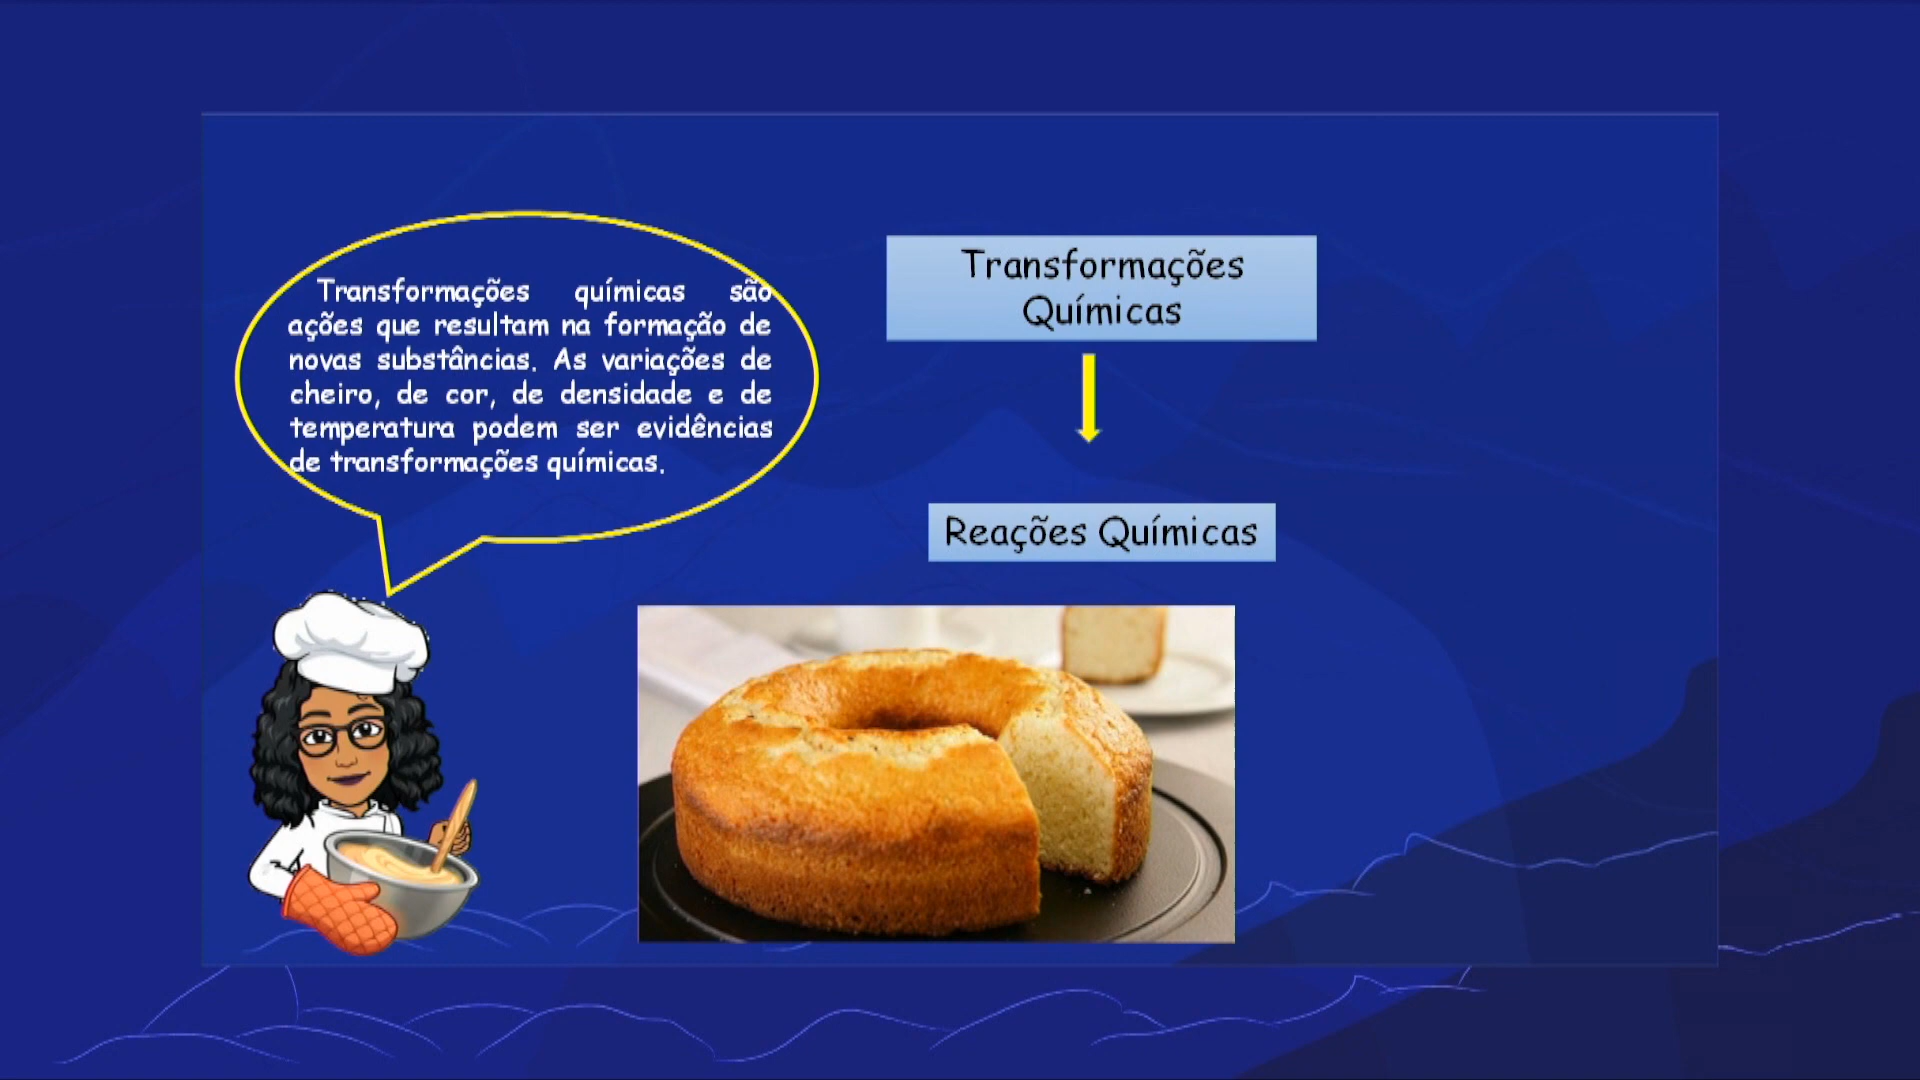 Transformações químicas são
ações que resultam na formação de
novas substâncias. As variações de
cheiro, de cor, de densidade e de
temperatura podem ser evidências
de transformações químicas.
Transformações
Químicas
Reações Químicas